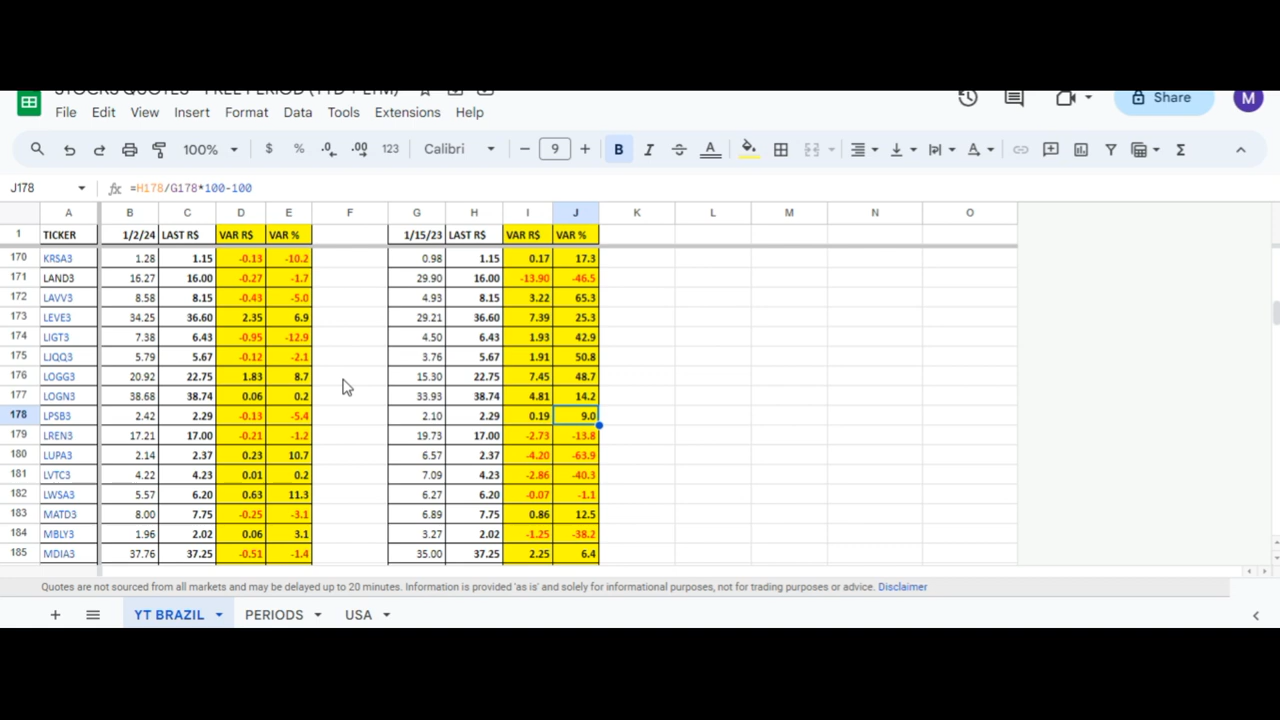 STOCKS QUOTES - FREE PERIOD (YTD + LTM)
File Edit View Insert Format Data Tools Extensions Help
Share M
100% $ % .0 .00 123 Calibri 9 B I A Σ
J178 fx =H178/G178*100-100
A B C D E F G H I J K L M N O
1 TICKER 1/2/24 LAST R$ VAR R$ VAR % 1/15/23 LAST R$ VAR R$ VAR %
170 KRSA3 1.28 1.15 -0.13 -10.2 0.98 1.15 0.17 17.3
171 LAND3 16.27 16.00 -0.27 -1.7 29.90 16.00 -13.90 -46.5
172 LAVV3 8.58 8.15 -0.43 -5.0 4.93 8.15 3.22 65.3
173 LEVE3 34.25 36.60 2.35 6.9 29.21 36.60 7.39 25.3
174 LIGT3 7.38 6.43 -0.95 -12.9 4.50 6.43 1.93 42.9
175 LJQQ3 5.79 5.67 -0.12 -2.1 3.76 5.67 1.91 50.8
176 LOGG3 20.92 22.75 1.83 8.7 15.30 22.75 7.45 48.7
177 LOGN3 38.68 38.74 0.06 0.2 33.93 38.74 4.81 14.2
178 LPSB3 2.42 2.29 -0.13 -5.4 2.10 2.29 0.19 9.0
179 LREN3 17.21 17.00 -0.21 -1.2 19.73 17.00 -2.73 -13.8
180 LUPA3 2.14 2.37 0.23 10.7 6.57 2.37 -4.20 -63.9
181 LVTC3 4.22 4.23 0.01 0.2 7.09 4.23 -2.86 -40.3
182 LWSA3 5.57 6.20 0.63 11.3 6.27 6.20 -0.07 -1.1
183 MATD3 8.00 7.75 -0.25 -3.1 6.89 7.75 0.86 12.5
184 MBLY3 1.96 2.02 0.06 3.1 3.27 2.02 -1.25 -38.2
185 MDIA3 37.76 37.25 -0.51 -1.4 35.00 37.25 2.25 6.4
Quotes are not sourced from all markets and may be delayed up to 20 minutes. Information is provided 'as is' and solely for informational purposes, not for trading purposes or advice. Disclaimer
YT BRAZIL PERIODS USA